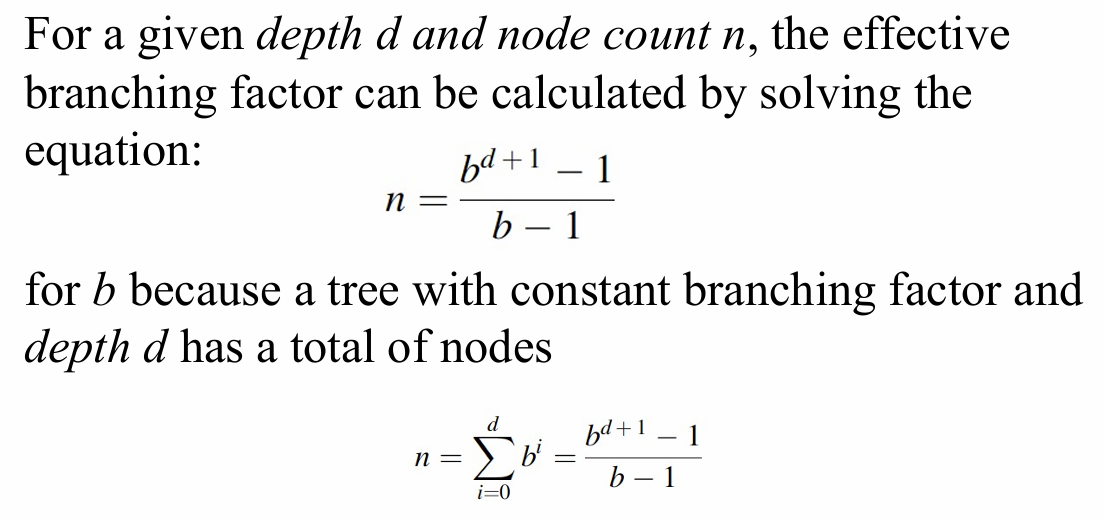 For a given depth d and node count n, the effective
branching factor can be calculated by solving the
equation:
n = \frac{b^{d+1} − 1}{b − 1}
for b because a tree with constant branching factor and
depth d has a total of nodes
n = \sum_{i=0}^{d} b^i = \frac{b^{d+1} − 1}{b − 1}